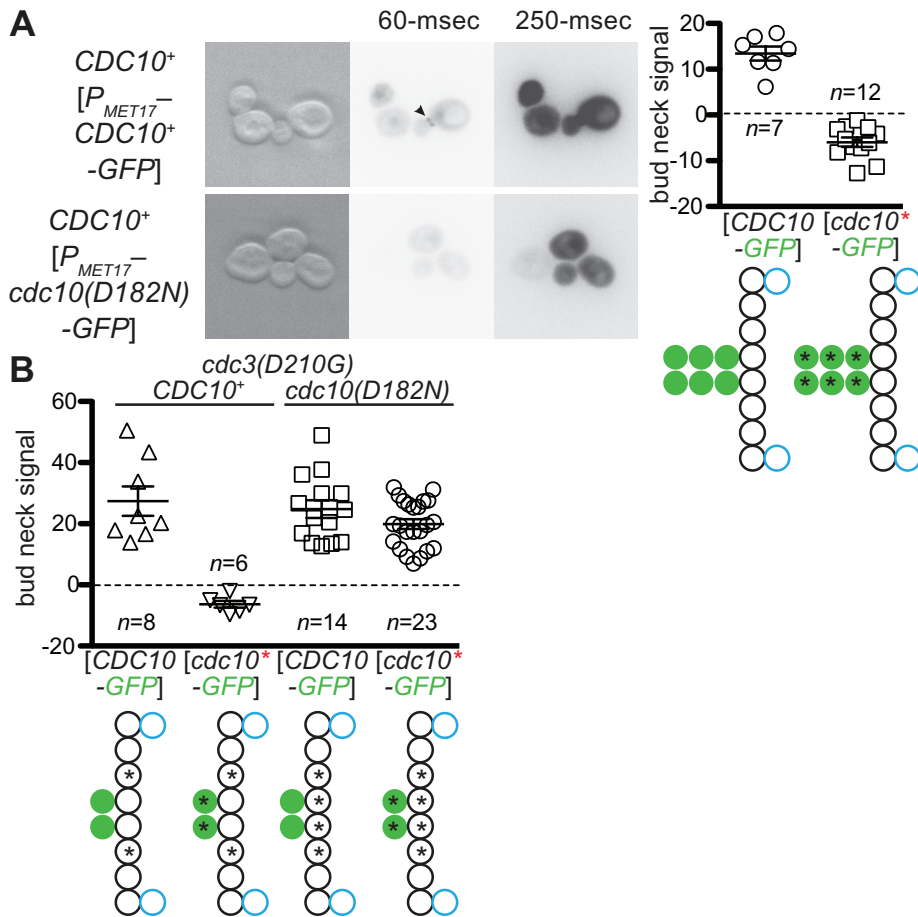 A
60-msec
250-msec
CDC10+
[PMET17–
CDC10+
-GFP]
CDC10+
[PMET17–
cdc10(D182N)
-GFP]
bud neck signal
20
10
0
-10
-20
n=12
n=7
[CDC10
-GFP]
[cdc10*
-GFP]
* * *
* * *
B
cdc3(D210G)
CDC10+
cdc10(D182N)
bud neck signal
60
40
20
0
-20
n=6
n=8
n=14
n=23
[CDC10
-GFP]
[cdc10*
-GFP]
[CDC10
-GFP]
[cdc10*
-GFP]
* * * *
* * * *
* * * *
* * * *